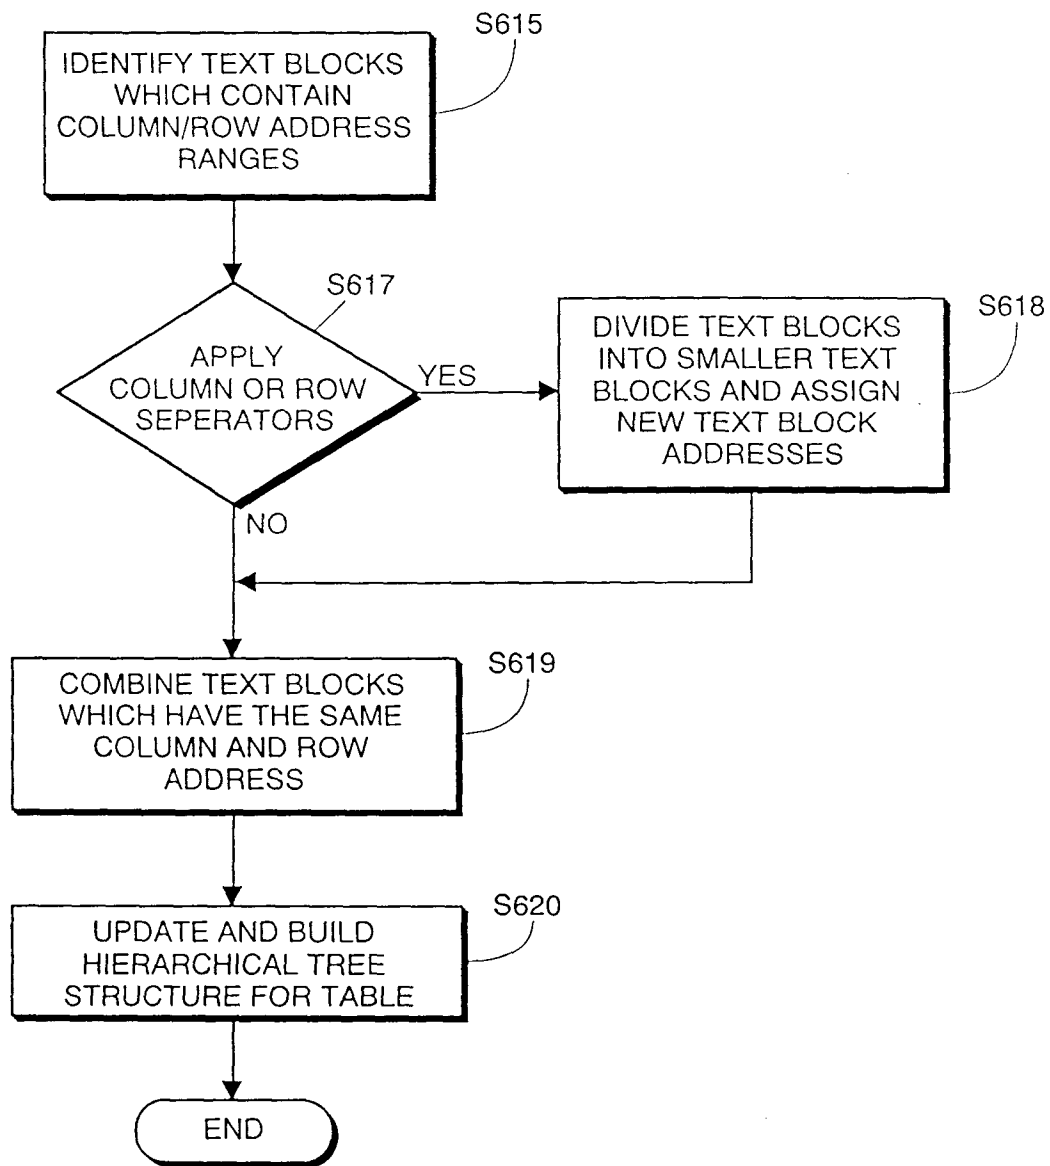 S615
IDENTIFY TEXT BLOCKS
WHICH CONTAIN
COLUMN/ROW ADDRESS
RANGES
S617
APPLY
COLUMN OR ROW
SEPERATORS
YES
S618
DIVIDE TEXT BLOCKS
INTO SMALLER TEXT
BLOCKS AND ASSIGN
NEW TEXT BLOCK
ADDRESSES
NO
S619
COMBINE TEXT BLOCKS
WHICH HAVE THE SAME
COLUMN AND ROW
ADDRESS
S620
UPDATE AND BUILD
HIERARCHICAL TREE
STRUCTURE FOR TABLE
END